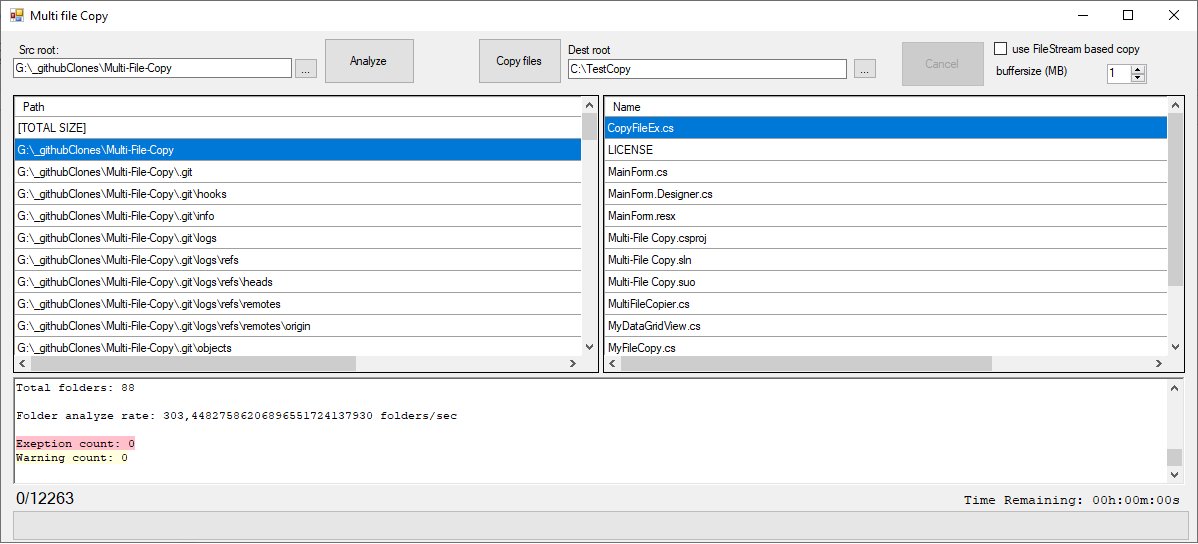 Multi file Copy
Src root:
G:\_githubClones\Multi-File-Copy
...
Analyze
Copy files
Dest root
C:\TestCopy
...
Cancel
use FileStream based copy
buffersize (MB)
1
Path
[TOTAL SIZE]
G:\_githubClones\Multi-File-Copy
G:\_githubClones\Multi-File-Copy\.git
G:\_githubClones\Multi-File-Copy\.git\hooks
G:\_githubClones\Multi-File-Copy\.git\info
G:\_githubClones\Multi-File-Copy\.git\logs
G:\_githubClones\Multi-File-Copy\.git\logs\refs
G:\_githubClones\Multi-File-Copy\.git\logs\refs\heads
G:\_githubClones\Multi-File-Copy\.git\logs\refs\remotes
G:\_githubClones\Multi-File-Copy\.git\logs\refs\remotes\origin
G:\_githubClones\Multi-File-Copy\.git\objects
Name
CopyFileEx.cs
LICENSE
MainForm.cs
MainForm.Designer.cs
MainForm.resx
Multi-File Copy.csproj
Multi-File Copy.sln
Multi-File Copy.suo
MultiFileCopier.cs
MyDataGridView.cs
MyFileCopy.cs
Total folders: 88
Folder analyze rate: 303,44827586206896551724137930 folders/sec
Exeption count: 0
Warning count: 0
0/12263
Time Remaining: 00h:00m:00s